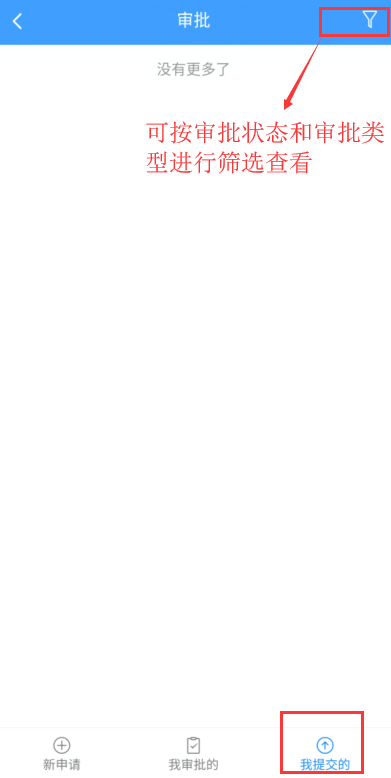 审批
没有更多了
可按审批状态和审批类
型进行筛选查看
新申请
我审批的
我提交的